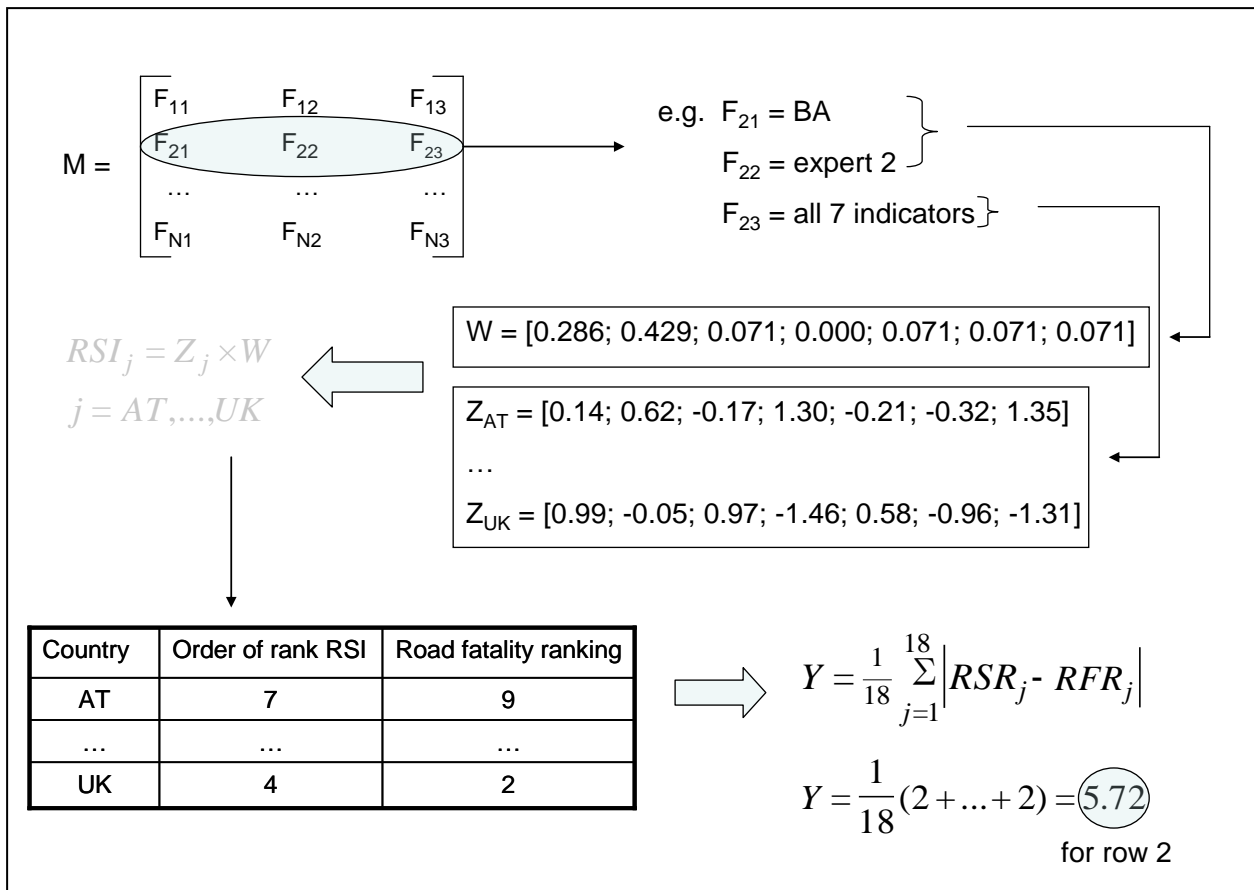 F11 F12 F13
M =
F21 F22 F23
… … …
FN1 FN2 FN3
e.g. F21 = BA
F22 = expert 2
F23 = all 7 indicators
W = [0.286; 0.429; 0.071; 0.000; 0.071; 0.071; 0.071]
ZAT = [0.14; 0.62; -0.17; 1.30; -0.21; -0.32; 1.35]
…
ZUK = [0.99; -0.05; 0.97; -1.46; 0.58; -0.96; -1.31]
RSIj = Zj × W
j = AT,...,UK
Country Order of rank RSI Road fatality ranking
AT 7 9
… … …
UK 4 2
Y = 1/18 18 Σ j=1 |RSRj - RFRj|
Y = 1/18 (2 + ... + 2) = 5.72
for row 2